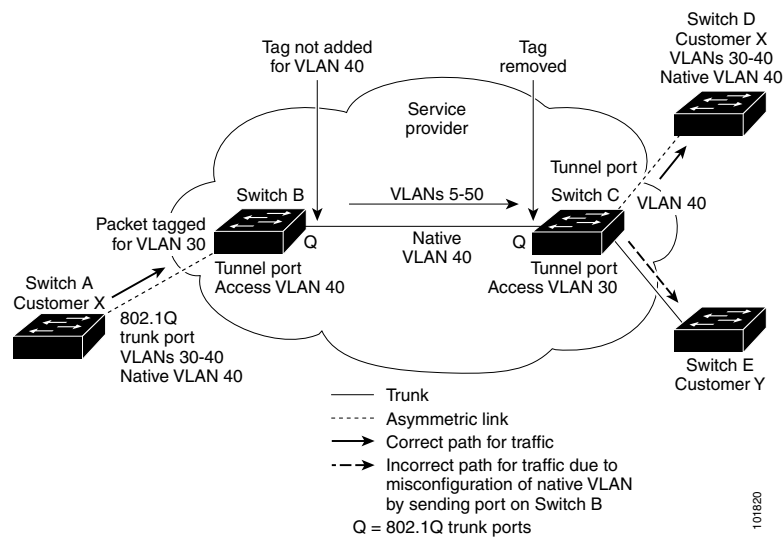 Tag not added
for VLAN 40
Tag
removed
Switch D
Customer X
VLANs 30-40
Native VLAN 40
Service
provider
Tunnel port
Switch B
VLANs 5-50
Switch C
VLAN 40
Packet tagged
for VLAN 30
Q
Native
VLAN 40
Q
Tunnel port
Access VLAN 40
Tunnel port
Access VLAN 30
Switch A
Customer X
802.1Q
trunk port
VLANs 30-40
Native VLAN 40
Switch E
Customer Y
Trunk
Asymmetric link
Correct path for traffic
Incorrect path for traffic due to
misconfiguration of native VLAN
by sending port on Switch B
Q = 802.1Q trunk ports
101820